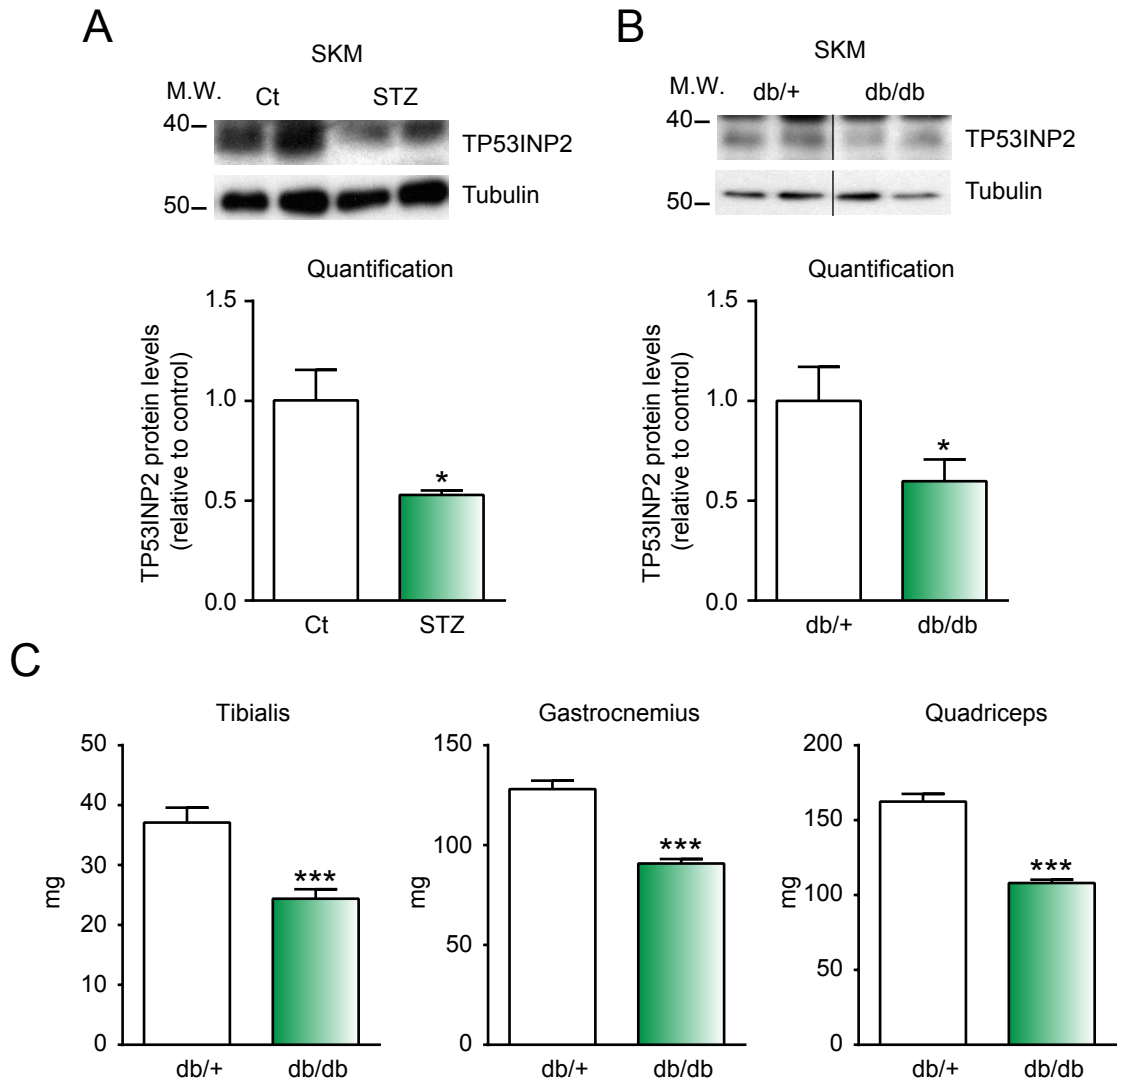 A
SKM
M.W. Ct STZ
40
TP53INP2
50
Tubulin
Quantification
TP53INP2 protein levels
(relative to control)
1.5
1.0
0.5
0.0
*
Ct STZ
B
SKM
M.W. db/+ db/db
40
TP53INP2
50
Tubulin
Quantification
TP53INP2 protein levels
(relative to control)
1.5
1.0
0.5
0.0
*
db/+ db/db
C
Tibialis
mg
50
40
30
20
10
0
***
db/+ db/db
Gastrocnemius
mg
150
100
50
0
***
db/+ db/db
Quadriceps
mg
200
150
100
50
0
***
db/+ db/db